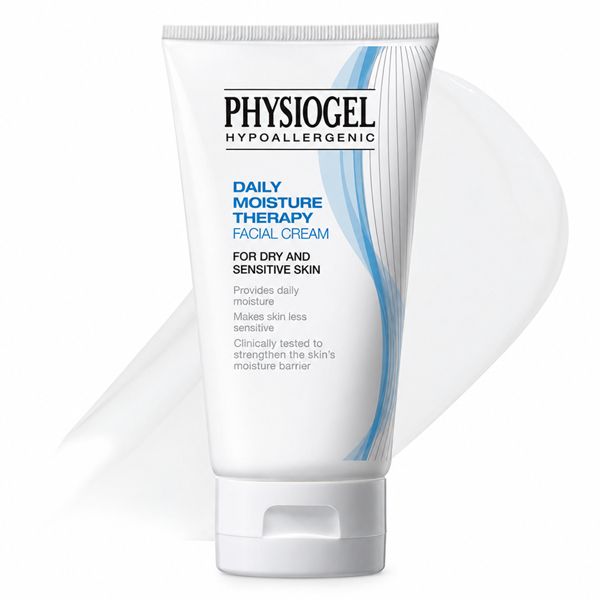 PHYSIOGEL
HYPOALLERGENIC
DAILY
MOISTURE
THERAPY
FACIAL CREAM
FOR DRY AND
SENSITIVE SKIN
Provides daily
moisture
Makes skin less
sensitive
Clinically tested to
strengthen the skin's
moisture barrier